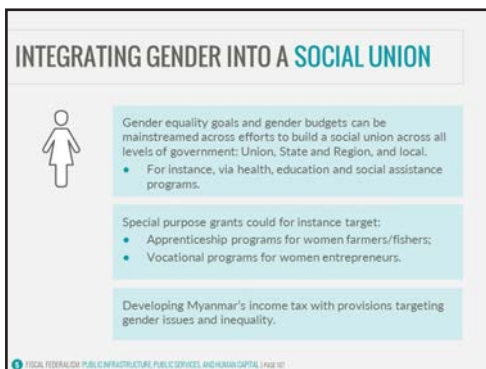 INTEGRATING GENDER INTO A SOCIAL UNION
Gender equality goals and gender budgets can be
mainstreamed across efforts to build a social union across all
levels of government: Union, State and Region, and local.
• For instance, via health, education and social assistance
programs.
Special purpose grants could for instance target:
• Apprenticeship programs for women farmers/fishers;
• Vocational programs for women entrepreneurs.
Developing Myanmar's income tax with provisions targeting
gender issues and inequality.
FISCAL FEDERALISM: PUBLIC INFRASTRUCTURE, PUBLIC SERVICES, AND HUMAN CAPITAL | PAGE